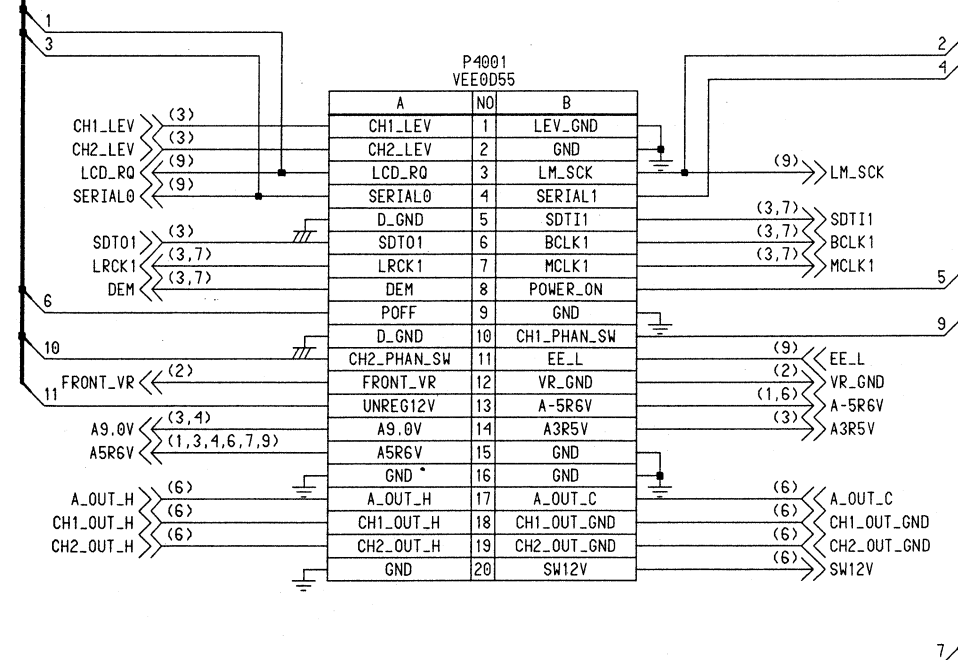 1
3
2
4
P4001
VEE0D55
A NO B
CH1_LEV (3) CH1_LEV 1 LEV_GND
CH2_LEV (3) CH2_LEV 2 GND
LCD_RQ (9) LCD_RQ 3 LM_SCK (9) LM_SCK
SERIAL0 (9) SERIAL0 4 SERIAL1
D_GND 5 SDTI1 (3,7) SDTI1
SDTO1 (3) SDTO1 6 BCLK1 (3,7) BCLK1
LRCK1 (3,7) LRCK1 7 MCLK1 (3,7) MCLK1
DEM (3,7) DEM 8 POWER_ON 5
6 POFF 9 GND
D_GND 10 CH1_PHAN_SW 9
10 CH2_PHAN_SW 11 EE_L (9) EE_L
FRONT_VR (2) FRONT_VR 12 VR_GND (2) VR_GND
11 UNREG12V 13 A-5R6V (1,6) A-5R6V
A9.0V (3,4) A9.0V 14 A3R5V (3) A3R5V
A5R6V (1,3,4,6,7,9) A5R6V 15 GND
GND 16 GND
A_OUT_H (6) A_OUT_H 17 A_OUT_C (6) A_OUT_C
CH1_OUT_H (6) CH1_OUT_H 18 CH1_OUT_GND (6) CH1_OUT_GND
CH2_OUT_H (6) CH2_OUT_H 19 CH2_OUT_GND (6) CH2_OUT_GND
GND 20 SW12V (6) SW12V
7